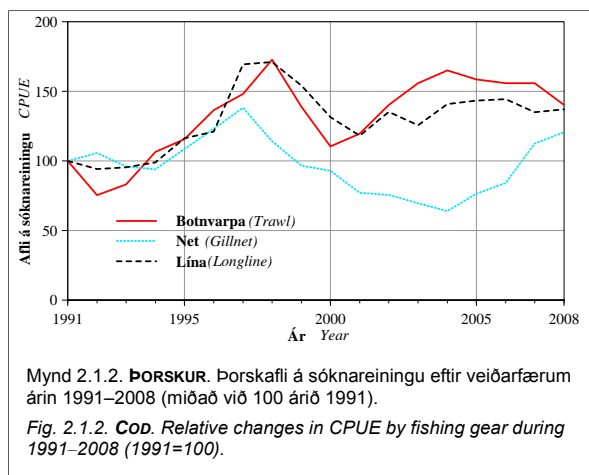 200
150
100
50
0
Afli á sóknareiningu CPUE
Botnvarpa (Trawl)
Net (Gillnet)
Lína(Longline)
1991 1995 2000 2005 2008
Ár Year
Mynd 2.1.2. ÞORSKUR. Þorskafli á sóknareiningu eftir veiðarfærum
árin 1991–2008 (miðað við 100 árið 1991).
Fig. 2.1.2. COD. Relative changes in CPUE by fishing gear during
1991–2008 (1991=100).